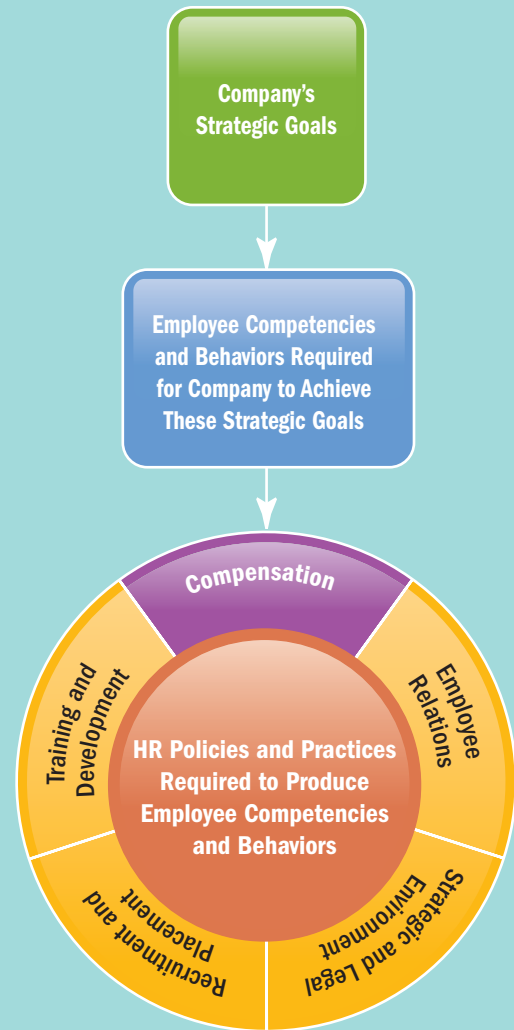 Company's
Strategic Goals
Employee Competencies
and Behaviors Required
for Company to Achieve
These Strategic Goals
Compensation
Training and
Development
Employee
Relations
HR Policies and Practices
Required to Produce
Employee Competencies
and Behaviors
Recruitment and
Placement
Strategic and Legal
Environment